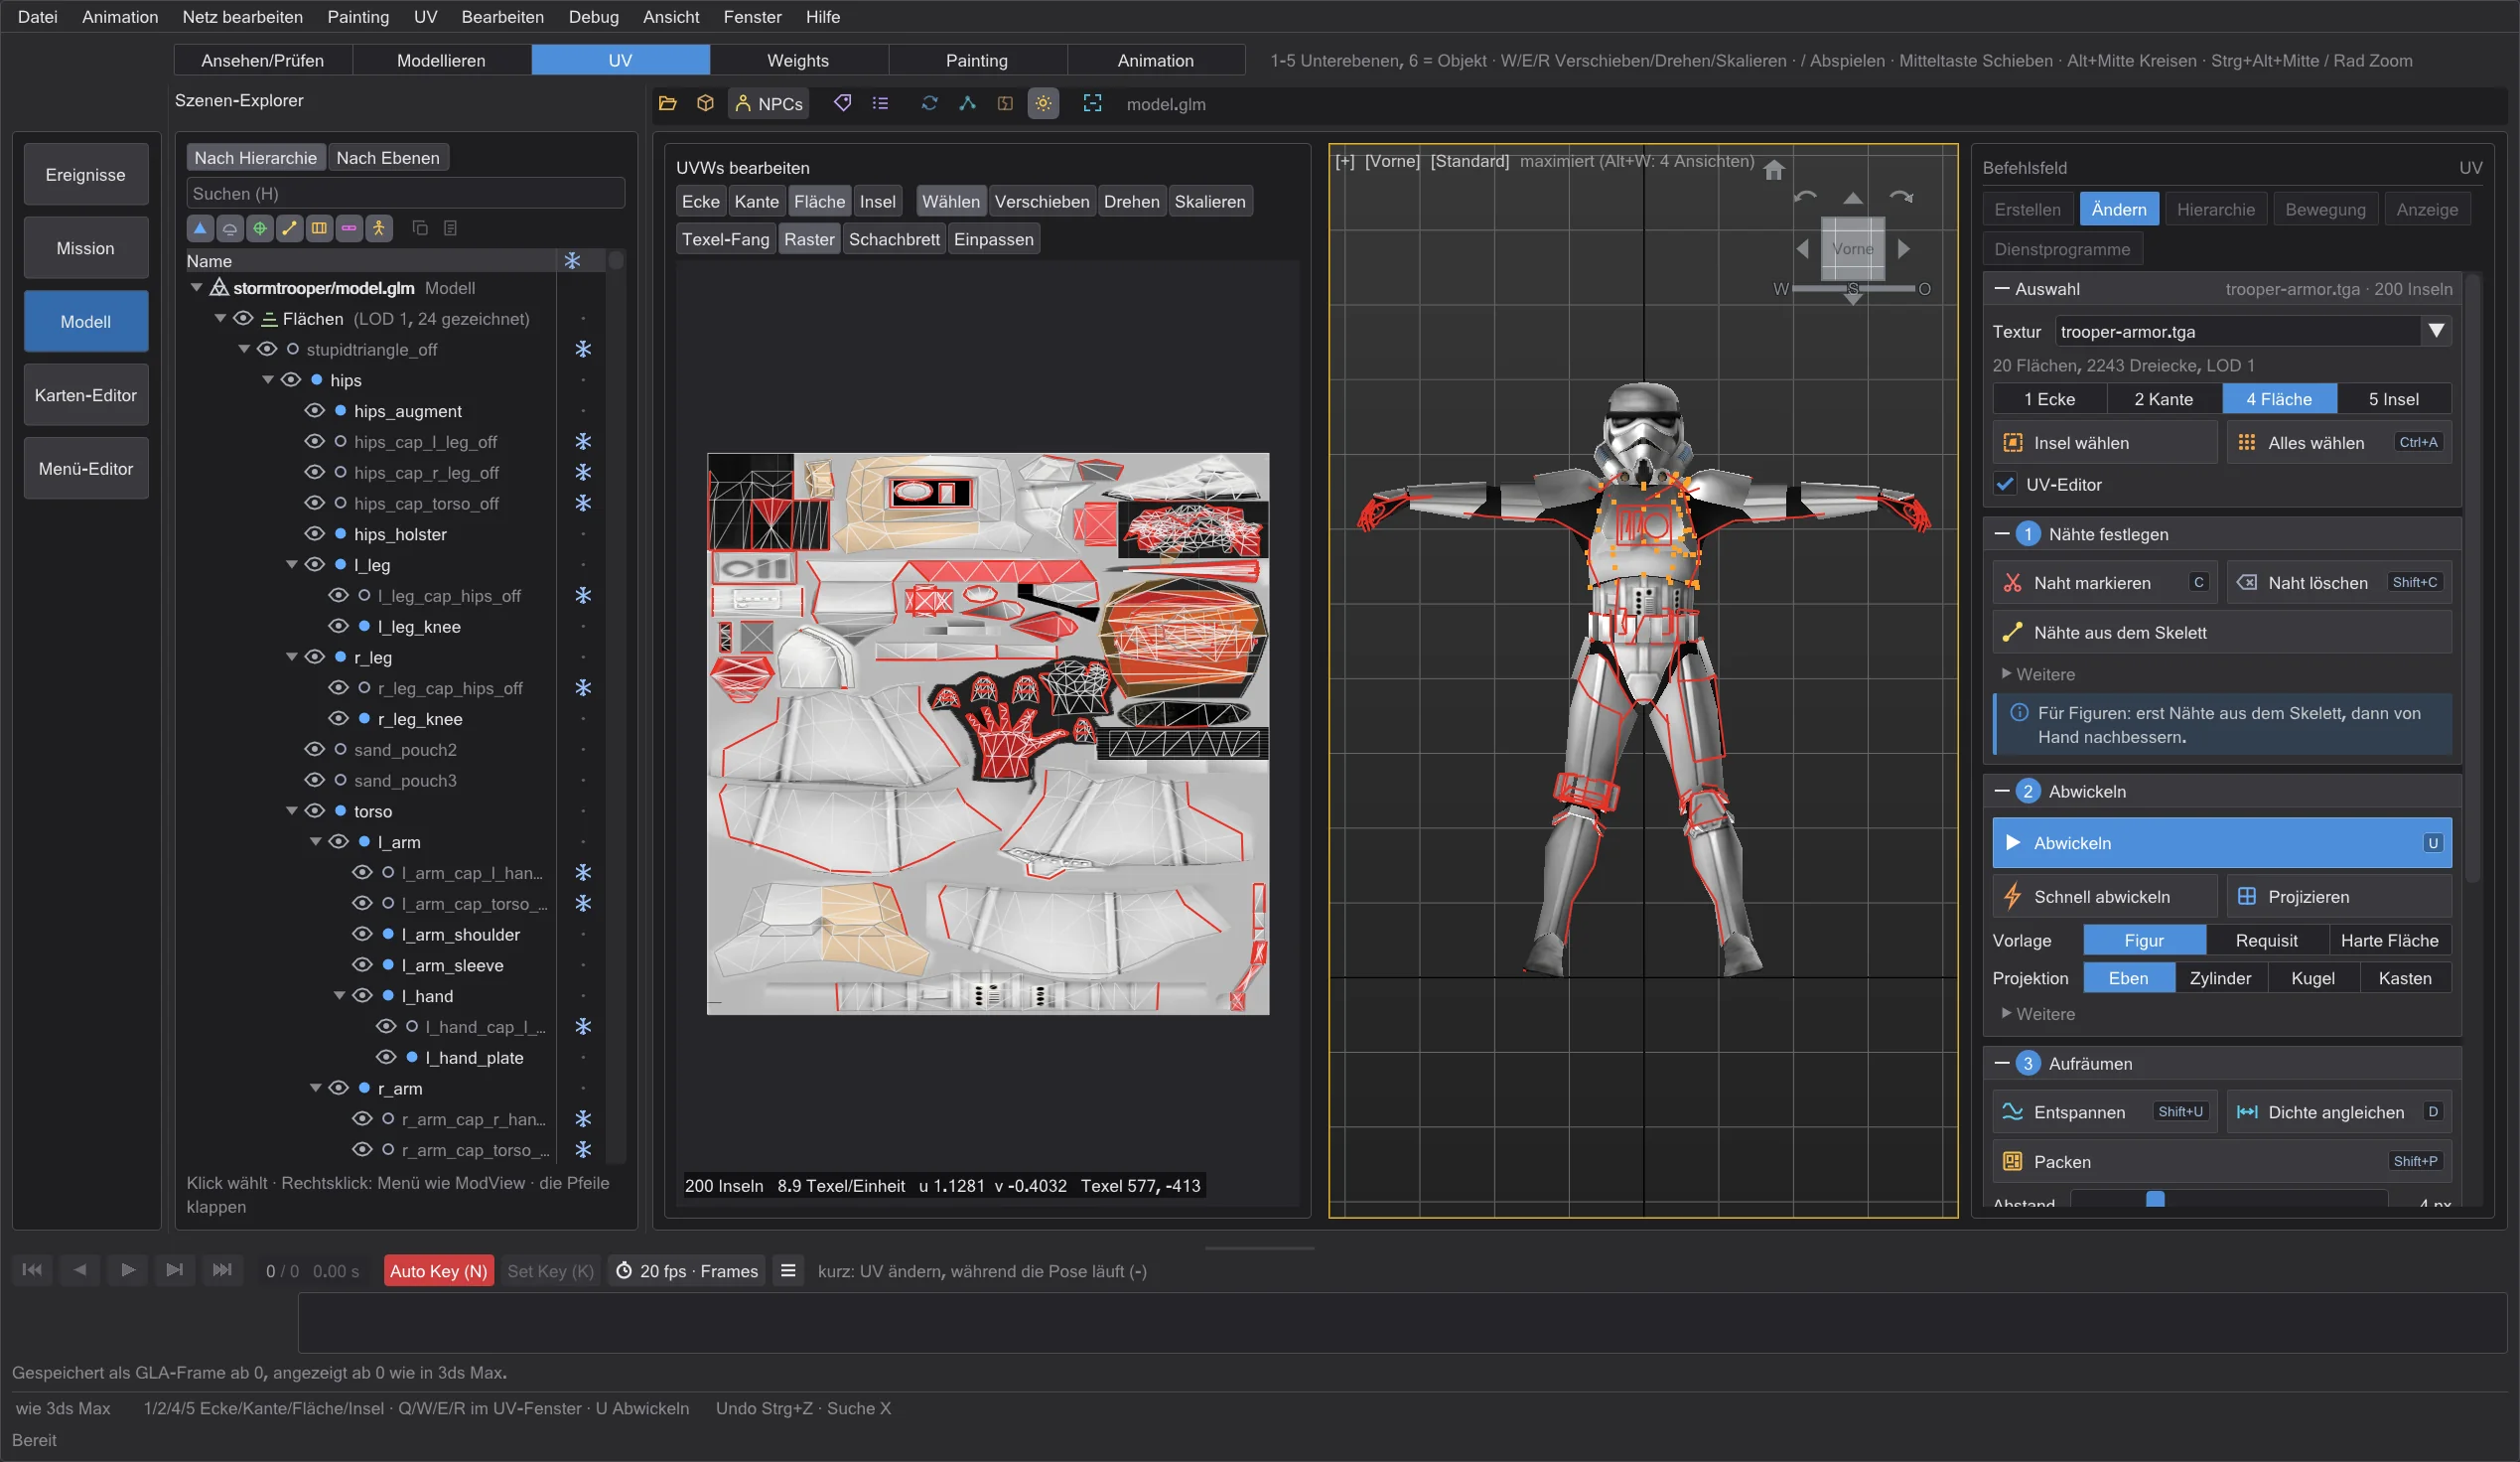 Datei Animation Netz bearbeiten Painting UV Bearbeiten Debug Ansicht Fenster Hilfe
Ansehen/Prüfen Modellieren UV Weights Painting Animation 1-5 Unterebenen, 6 = Objekt · W/E/R Verschieben/Drehen/Skalieren · / Abspielen · Mitteltaste Schieben · Alt+Mitte Kreisen · Strg+Alt+Mitte / Rad Zoom
Ereignisse
Mission
Modell
Karten-Editor
Menü-Editor
Szenen-Explorer
Nach Hierarchie Nach Ebenen
Suchen (H)
Name
stormtrooper/model.glm Modell
Flächen (LOD 1, 24 gezeichnet)
stupidtriangle_off
hips
hips_augment
hips_cap_l_leg_off
hips_cap_r_leg_off
hips_cap_torso_off
hips_holster
l_leg
l_leg_cap_hips_off
l_leg_knee
r_leg
r_leg_cap_hips_off
r_leg_knee
sand_pouch2
sand_pouch3
torso
l_arm
l_arm_cap_l_han...
l_arm_cap_torso_...
l_arm_shoulder
l_arm_sleeve
l_hand
l_hand_cap_l_...
l_hand_plate
r_arm
r_arm_cap_r_han...
r_arm_cap_torso_...
Klick wählt · Rechtsklick: Menü wie ModView · die Pfeile
klappen
NPCs model.glm
UVWs bearbeiten
Ecke Kante Fläche Insel Wählen Verschieben Drehen Skalieren
Texel-Fang Raster Schachbrett Einpassen
200 Inseln 8.9 Texel/Einheit u 1.1281 v -0.4032 Texel 577, -413
[+] [Vorne] [Standard] maximiert (Alt+W: 4 Ansichten)
Vorne
W S O
Befehlsfeld UV
Erstellen Ändern Hierarchie Bewegung Anzeige
Dienstprogramme
Auswahl trooper-armor.tga · 200 Inseln
Textur trooper-armor.tga
20 Flächen, 2243 Dreiecke, LOD 1
1 Ecke 2 Kante 4 Fläche 5 Insel
Insel wählen Alles wählen Ctrl+A
UV-Editor
1 Nähte festlegen
Naht markieren C Naht löschen Shift+C
Nähte aus dem Skelett
Weitere
Für Figuren: erst Nähte aus dem Skelett, dann von
Hand nachbessern.
2 Abwickeln
Abwickeln U
Schnell abwickeln Projizieren
Vorlage Figur Requisit Harte Fläche
Projektion Eben Zylinder Kugel Kasten
Weitere
3 Aufräumen
Entspannen Shift+U Dichte angleichen D
Packen Shift+P
Abstand 4 px
0 / 0 0.00 s Auto Key (N) Set Key (K) 20 fps · Frames kurz: UV ändern, während die Pose läuft (-)
Gespeichert als GLA-Frame ab 0, angezeigt ab 0 wie in 3ds Max.
wie 3ds Max 1/2/4/5 Ecke/Kante/Fläche/Insel · Q/W/E/R im UV-Fenster · U Abwickeln Undo Strg+Z · Suche X
Bereit